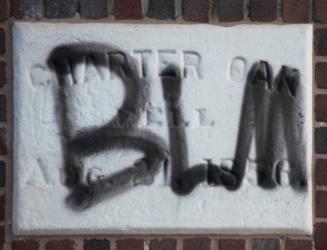 CHARTER OAK
FELL
AUG. 21, 1856.
BLM